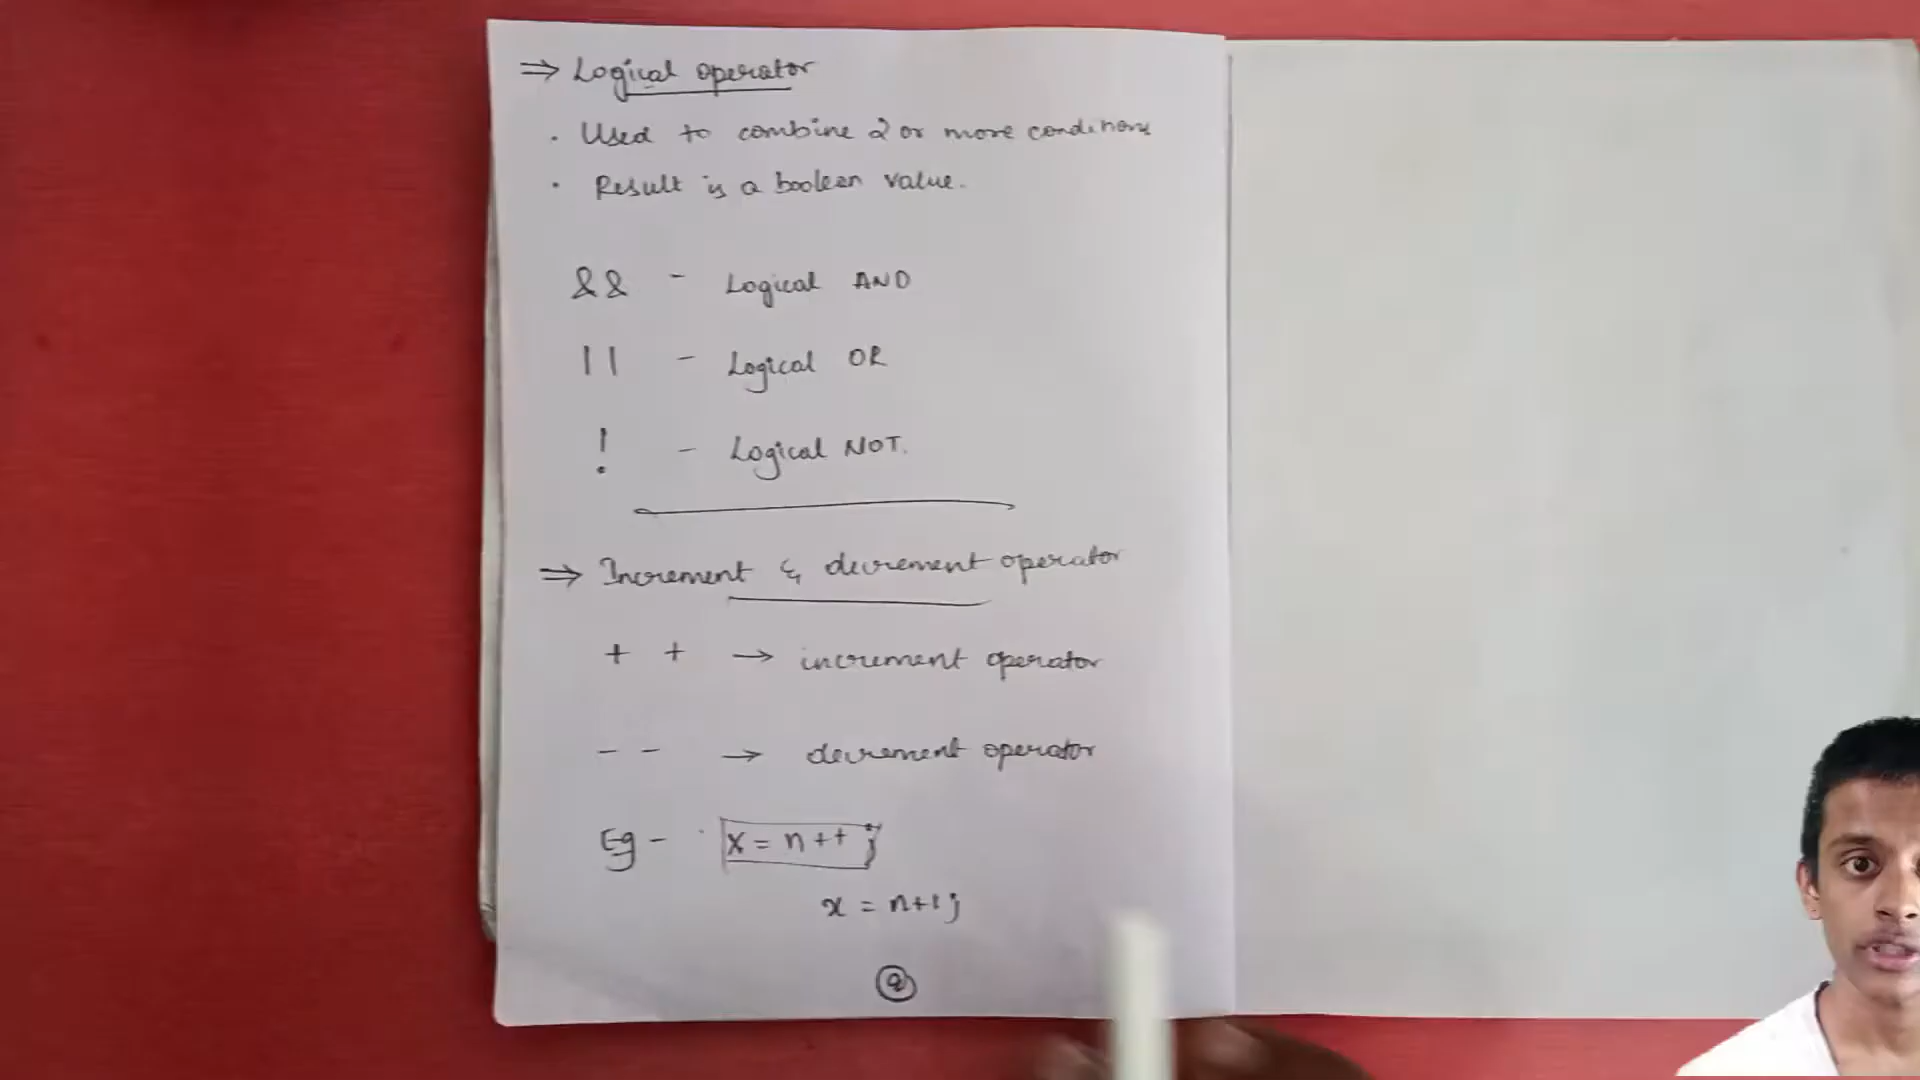 ⇒ Logical operator
· Used to combine 2 or more conditions
· Result is a boolean value.
&& - Logical AND
|| - Logical OR
! - Logical NOT.
⇒ Increment & decrement operator
+ + → increment operator
- - → decrement operator
Eg - x = n++;
x = n+1;